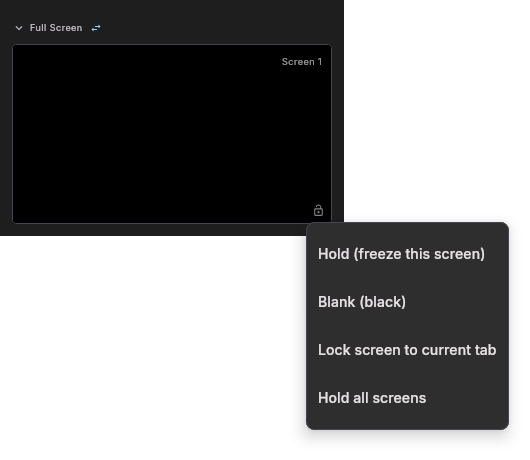 Full Screen
Screen 1
Hold (freeze this screen)
Blank (black)
Lock screen to current tab
Hold all screens